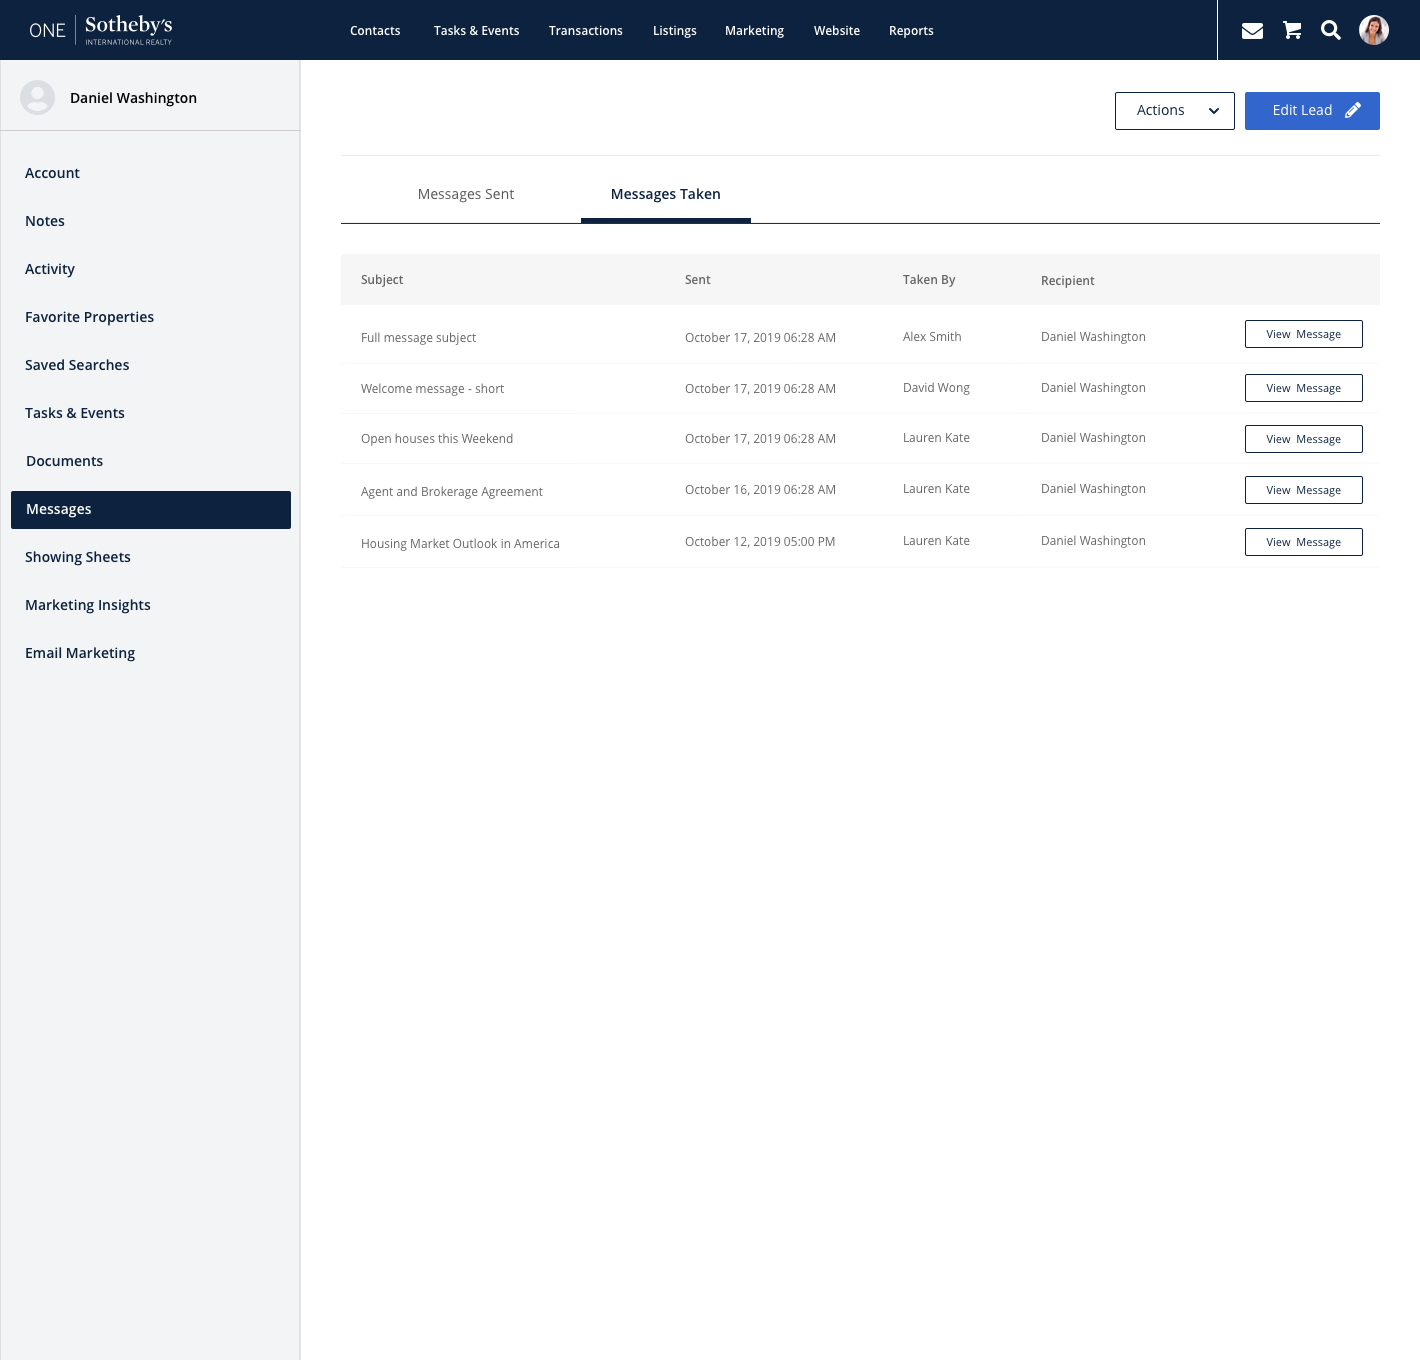 ONE Sotheby's
INTERNATIONAL REALTY
Contacts Tasks & Events Transactions Listings Marketing Website Reports
Daniel Washington
Actions
Edit Lead
Account
Notes
Activity
Favorite Properties
Saved Searches
Tasks & Events
Documents
Messages
Showing Sheets
Marketing Insights
Email Marketing
Messages Sent Messages Taken
Subject Sent Taken By Recipient
Full message subject October 17, 2019 06:28 AM Alex Smith Daniel Washington View Message
Welcome message - short October 17, 2019 06:28 AM David Wong Daniel Washington View Message
Open houses this Weekend October 17, 2019 06:28 AM Lauren Kate Daniel Washington View Message
Agent and Brokerage Agreement October 16, 2019 06:28 AM Lauren Kate Daniel Washington View Message
Housing Market Outlook in America October 12, 2019 05:00 PM Lauren Kate Daniel Washington View Message